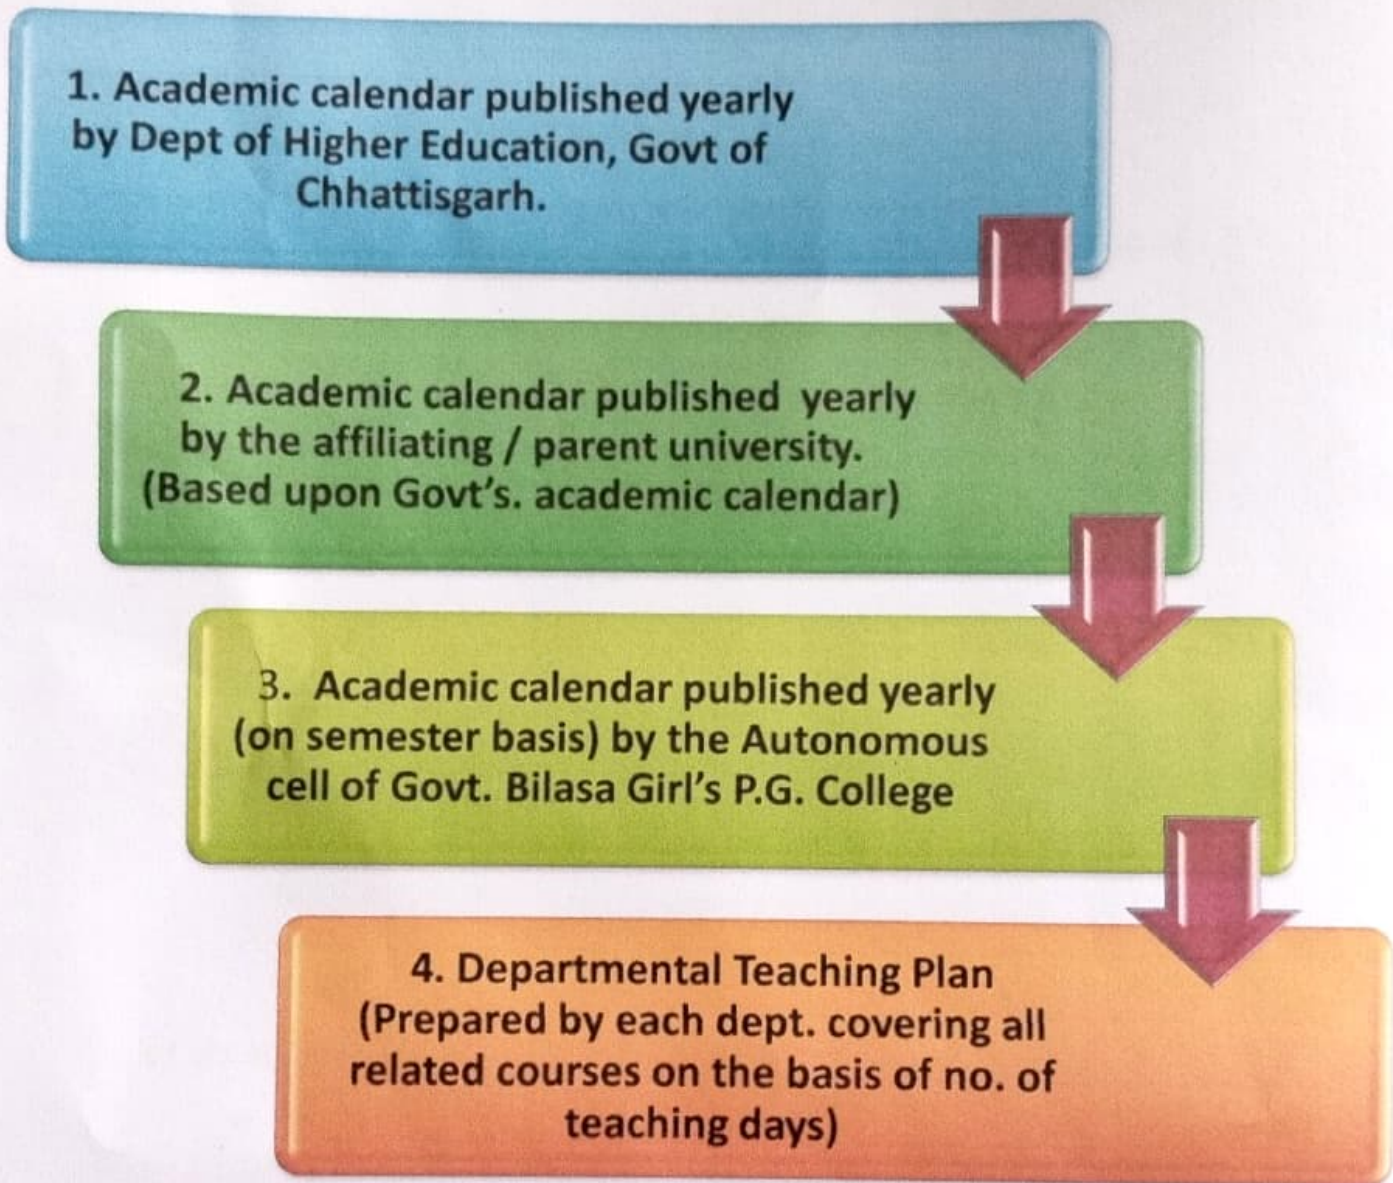 1. Academic calendar published yearly
by Dept of Higher Education, Govt of
Chhattisgarh.
2. Academic calendar published yearly
by the affiliating / parent university.
(Based upon Govt's. academic calendar)
3. Academic calendar published yearly
(on semester basis) by the Autonomous
cell of Govt. Bilasa Girl's P.G. College
4. Departmental Teaching Plan
(Prepared by each dept. covering all
related courses on the basis of no. of
teaching days)